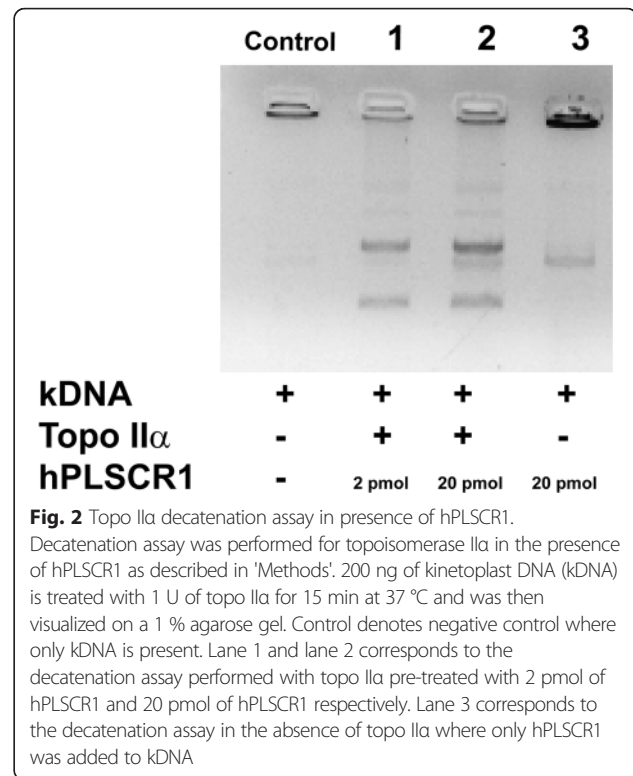 Control 1 2 3
kDNA + + + +
Topo IIα - + + -
hPLSCR1 - 2 pmol 20 pmol 20 pmol
Fig. 2 Topo IIα decatenation assay in presence of hPLSCR1.
Decatenation assay was performed for topoisomerase IIα in the presence
of hPLSCR1 as described in 'Methods'. 200 ng of kinetoplast DNA (kDNA)
is treated with 1 U of topo IIα for 15 min at 37 °C and was then
visualized on a 1 % agarose gel. Control denotes negative control where
only kDNA is present. Lane 1 and lane 2 corresponds to the
decatenation assay performed with topo IIα pre-treated with 2 pmol of
hPLSCR1 and 20 pmol of hPLSCR1 respectively. Lane 3 corresponds to
the decatenation assay in the absence of topo IIα where only hPLSCR1
was added to kDNA